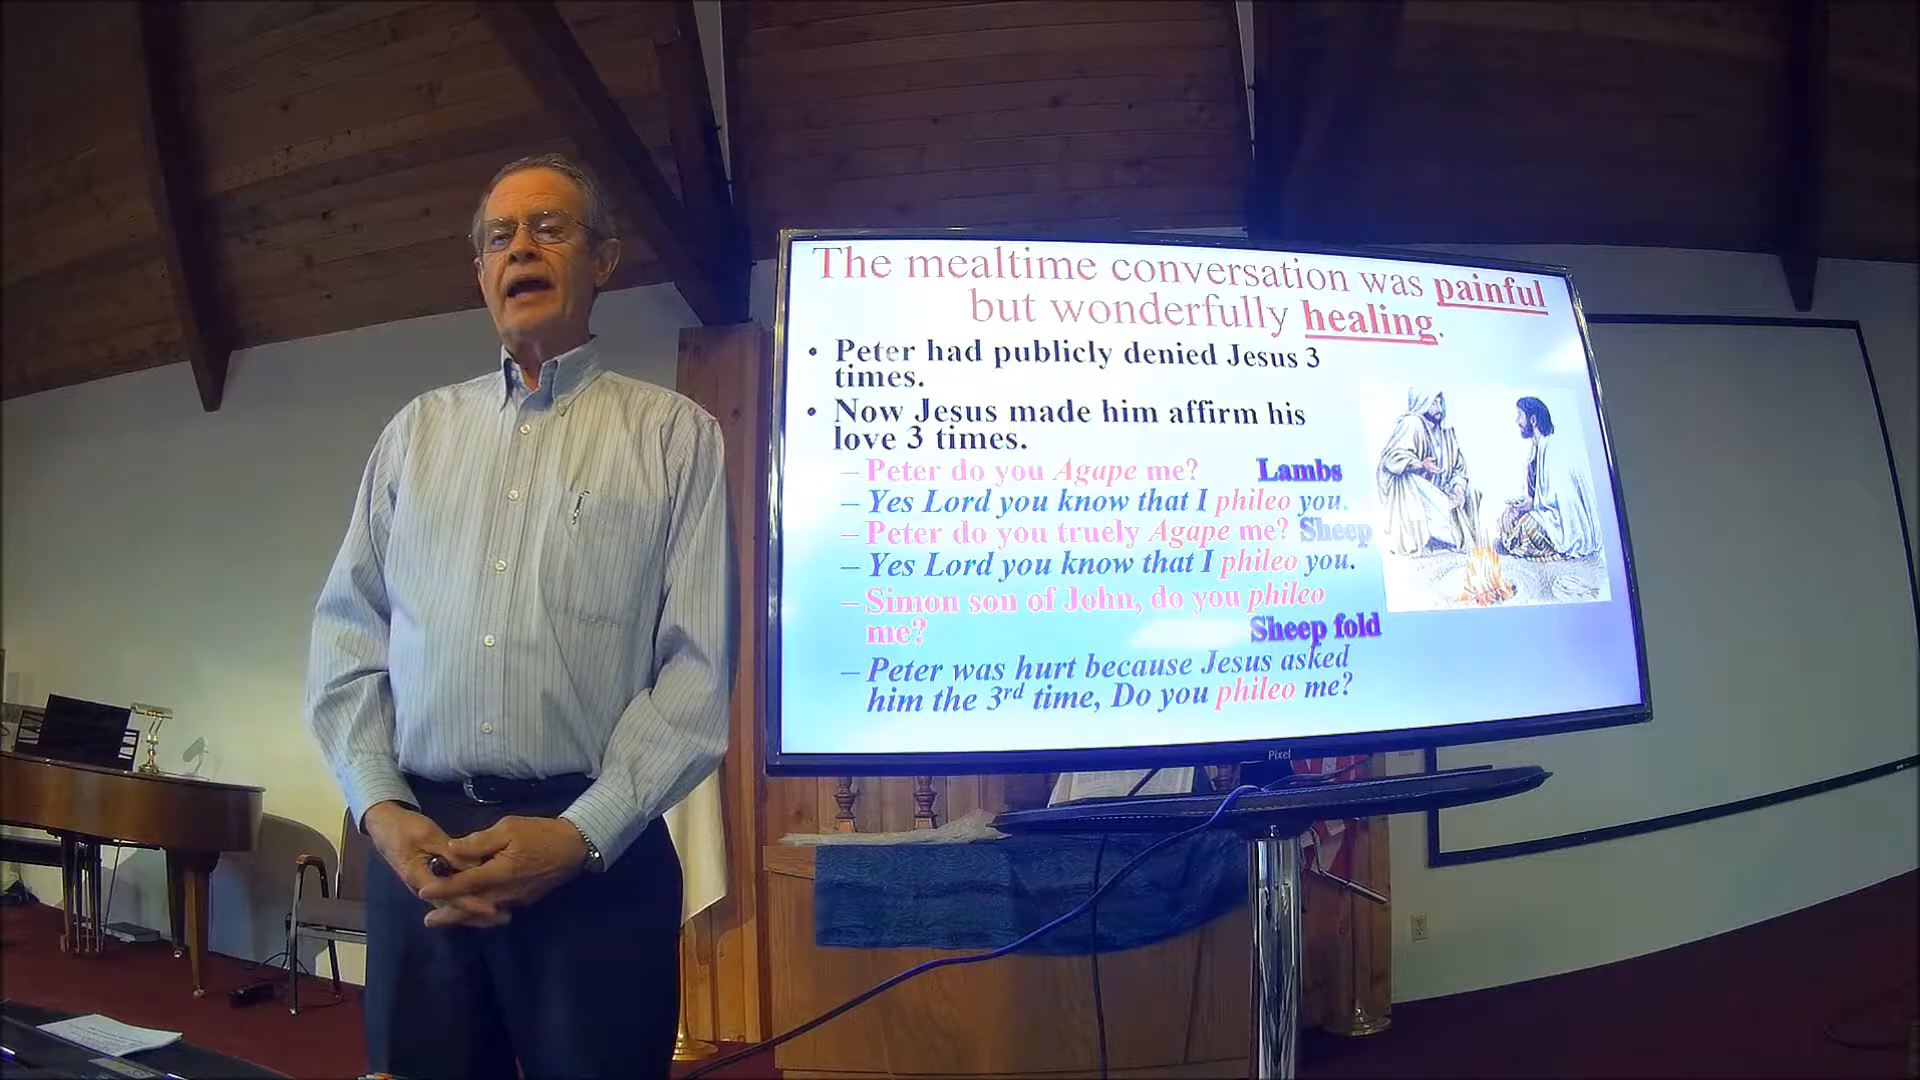 The mealtime conversation was painful
but wonderfully healing.
• Peter had publicly denied Jesus 3
times.
• Now Jesus made him affirm his
love 3 times.
– Peter do you Agape me? Lambs
– Yes Lord you know that I phileo you.
– Peter do you truely Agape me? Sheep
– Yes Lord you know that I phileo you.
– Simon son of John, do you phileo
me? Sheep fold
– Peter was hurt because Jesus asked
him the 3rd time, Do you phileo me?
Pixel